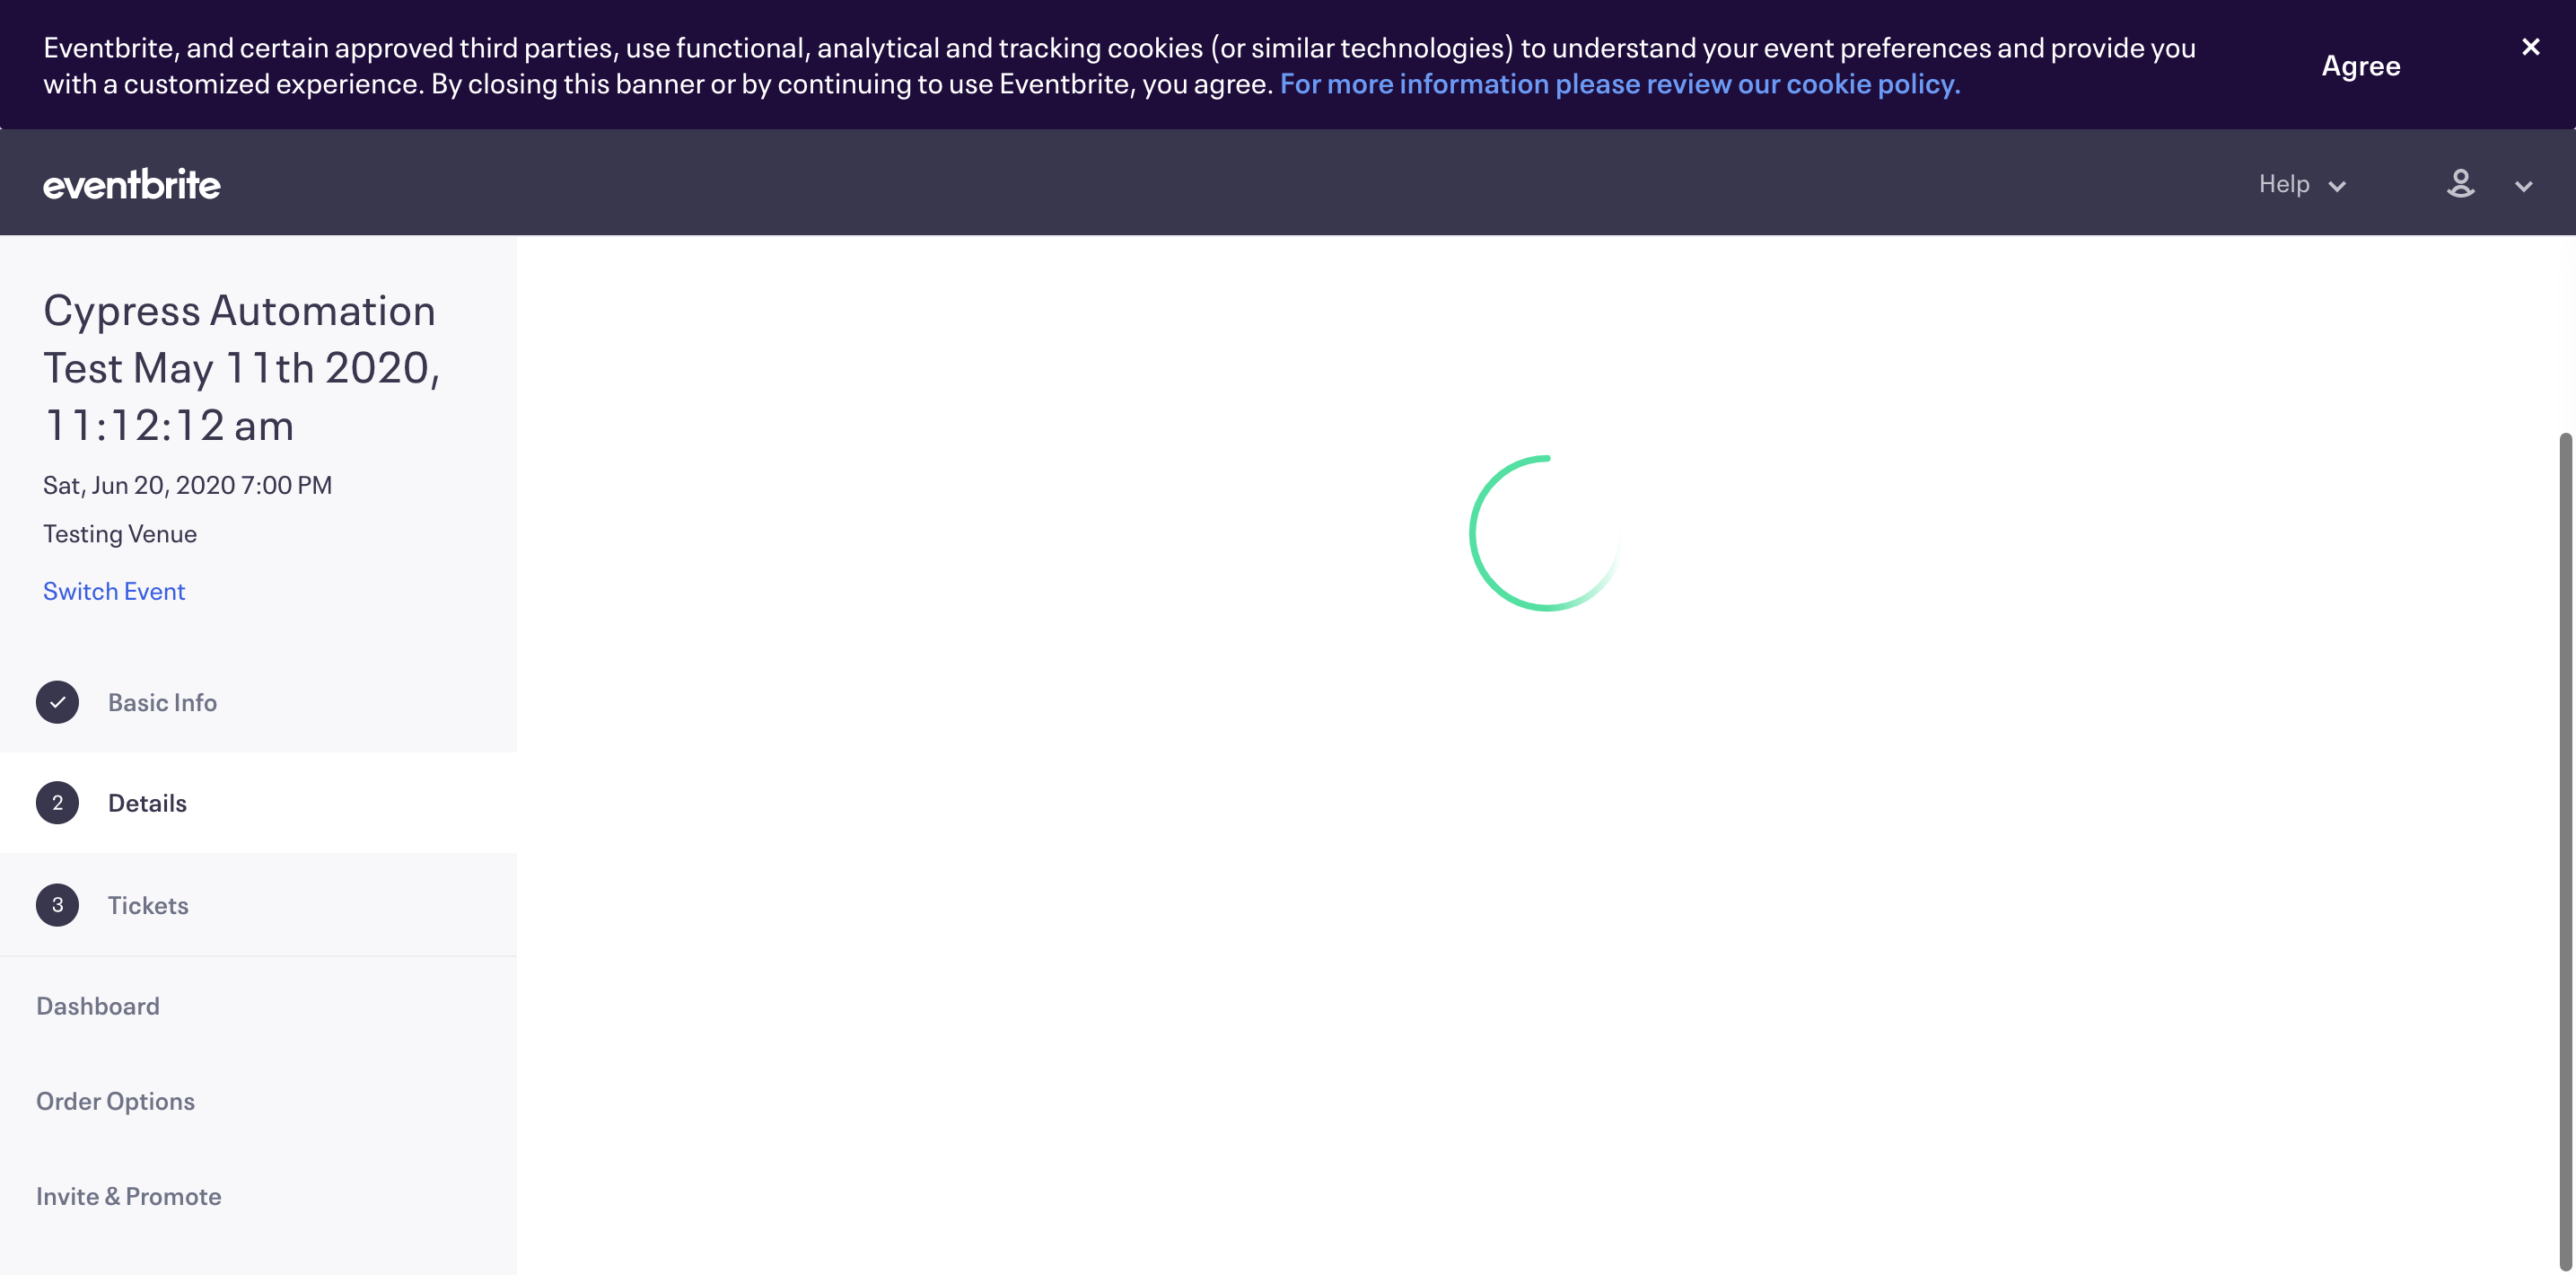 Eventbrite, and certain approved third parties, use functional, analytical and tracking cookies (or similar technologies) to understand your event preferences and provide you
with a customized experience. By closing this banner or by continuing to use Eventbrite, you agree. For more information please review our cookie policy.
Agree
eventbrite
Help
Cypress Automation
Test May 11th 2020,
11:12:12 am
Sat, Jun 20, 2020 7:00 PM
Testing Venue
Switch Event
Basic Info
2 Details
3 Tickets
Dashboard
Order Options
Invite & Promote